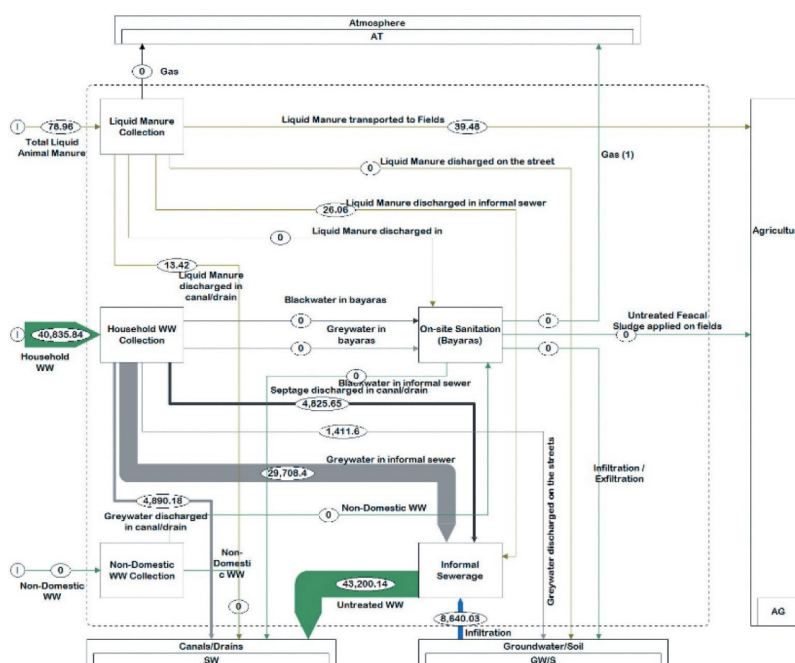 Atmosphere
AT
0
Gas
I
78.96
Total Liquid
Animal Manure
Liquid Manure
Collection
Liquid Manure transported to Fields
39.48
0
Liquid Manure disharged on the street
Gas (1)
Liquid Manure discharged in informal sewer
26.06
0
Liquid Manure discharged in
13.42
Liquid Manure
discharged in
canal/drain
Agricultur
I
40,835.84
Household
WW
Household WW
Collection
Blackwater in bayaras
0
Greywater in
bayaras
0
On-site Sanitation
(Bayaras)
0
0
Untreated Feacal
Sludge applied on fields
0
0
Blackwater in informal sewer
Septage discharged in canal/drain
4,825.65
1,411.6
Greywater in informal sewer
29,708.4
Greywater discharged on the streets
Infiltration /
Exfiltration
4,890.18
Greywater discharged
in canal/drain
0
Non-Domestic WW
I
0
Non-Domestic
WW
Non-Domestic
WW Collection
Non-
Domesti
c WW
0
Informal
Sewerage
43,200.14
Untreated WW
8,640.03
Infiltration
AG
Canals/Drains
SW
Groundwater/Soil
GW/S